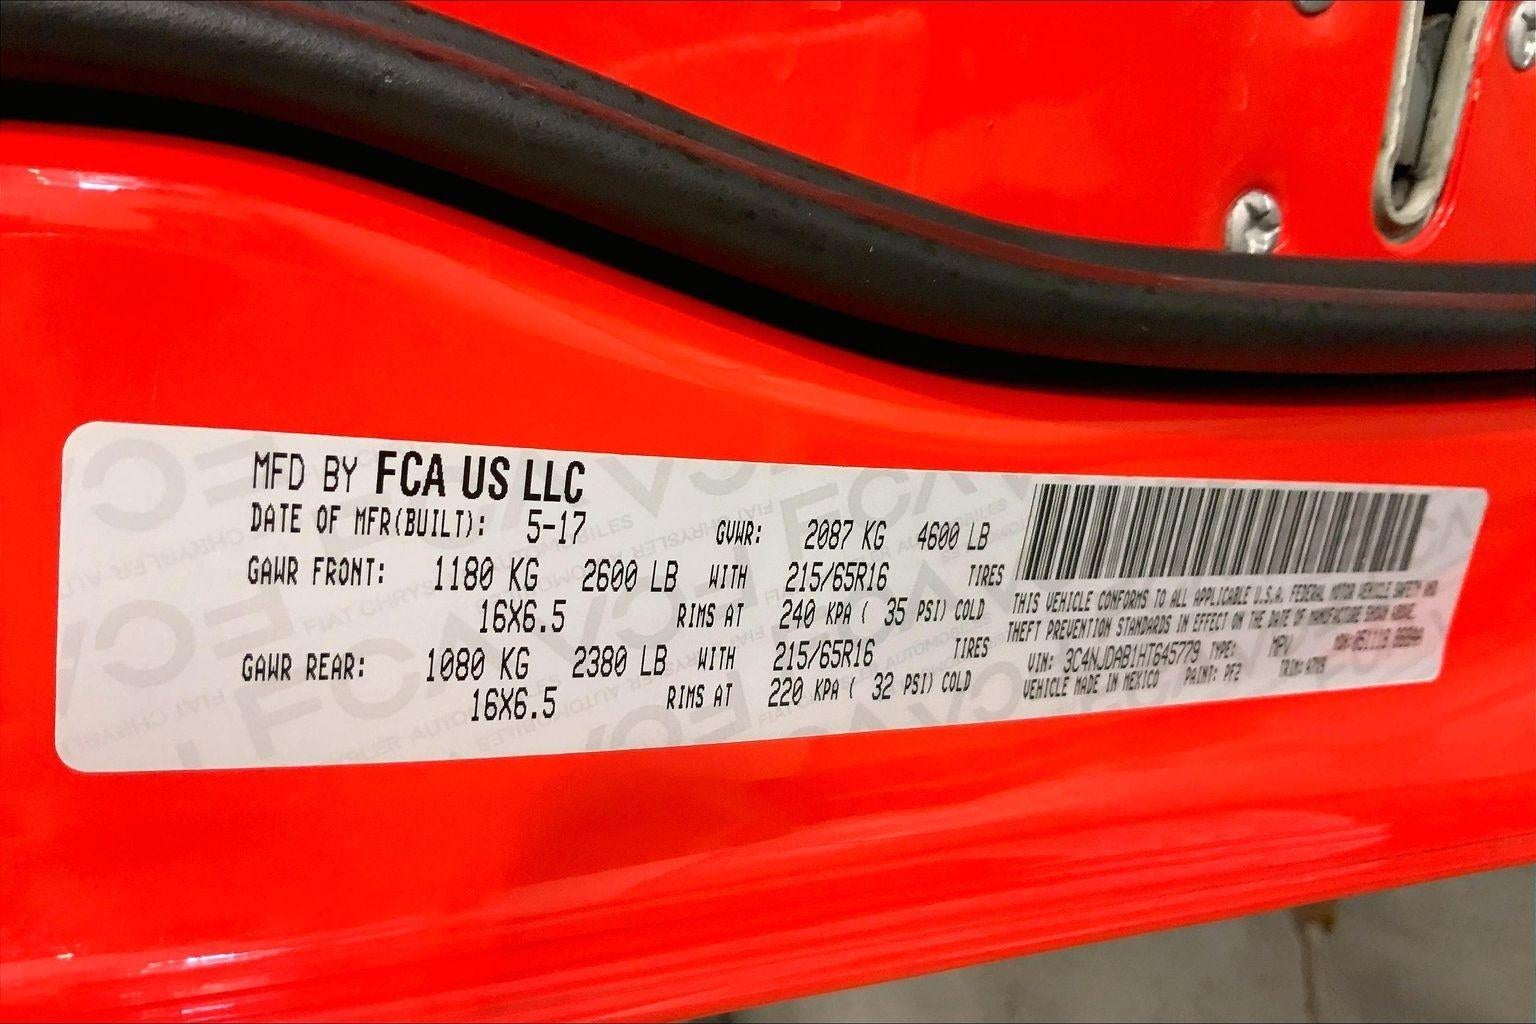 MFD BY FCA US LLC
DATE OF MFR(BUILT): 5-17 GVWR: 2087 KG 4600 LB
GAWR FRONT: 1180 KG 2600 LB WITH 215/65R16 TIRES
16X6.5 RIMS AT 240 KPA ( 35 PSI) COLD
GAWR REAR: 1080 KG 2380 LB WITH 215/65R16 TIRES
16X6.5 RIMS AT 220 KPA ( 32 PSI) COLD
THIS VEHICLE CONFORMS TO ALL APPLICABLE U.S.A. FEDERAL MOTOR VEHICLE SAFETY AND
THEFT PREVENTION STANDARDS IN EFFECT ON THE DATE OF MANUFACTURE SHOWN ABOVE.
VIN: 3C4NJDAB1HT645779 TYPE: MPV
VEHICLE MADE IN MEXICO PAINT: PF2 TRIM: